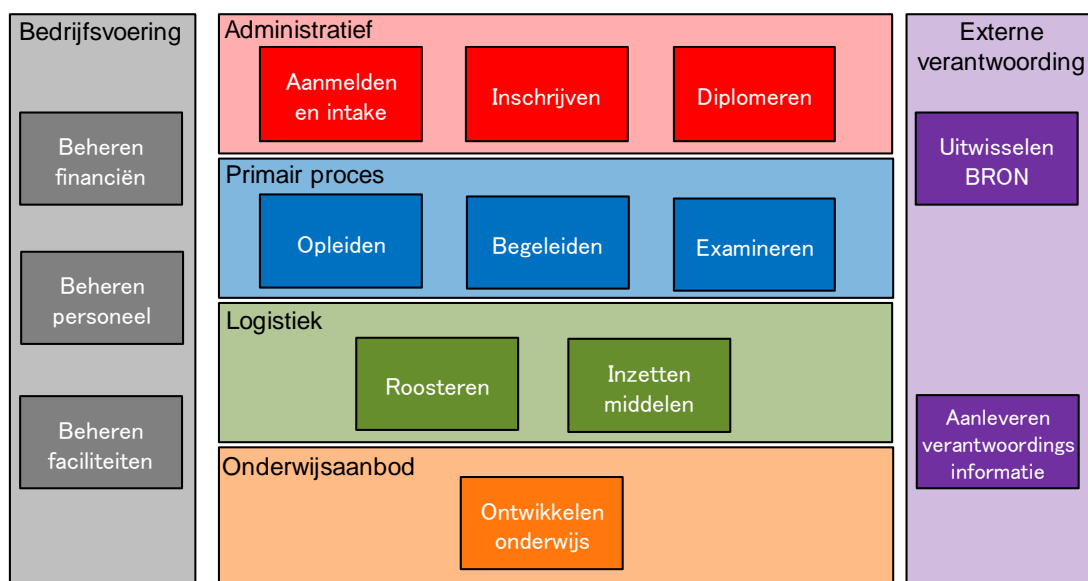 Bedrijfsvoering
Beheren
financiën
Beheren
personeel
Beheren
faciliteiten
Administratief
Aanmelden
en intake
Inschrijven
Diplomeren
Primair proces
Opleiden
Begeleiden
Examineren
Logistiek
Roosteren
Inzetten
middelen
Onderwijsaanbod
Ontwikkelen
onderwijs
Externe
verantwoording
Uitwisselen
BRON
Aanleveren
verantwoordings
informatie